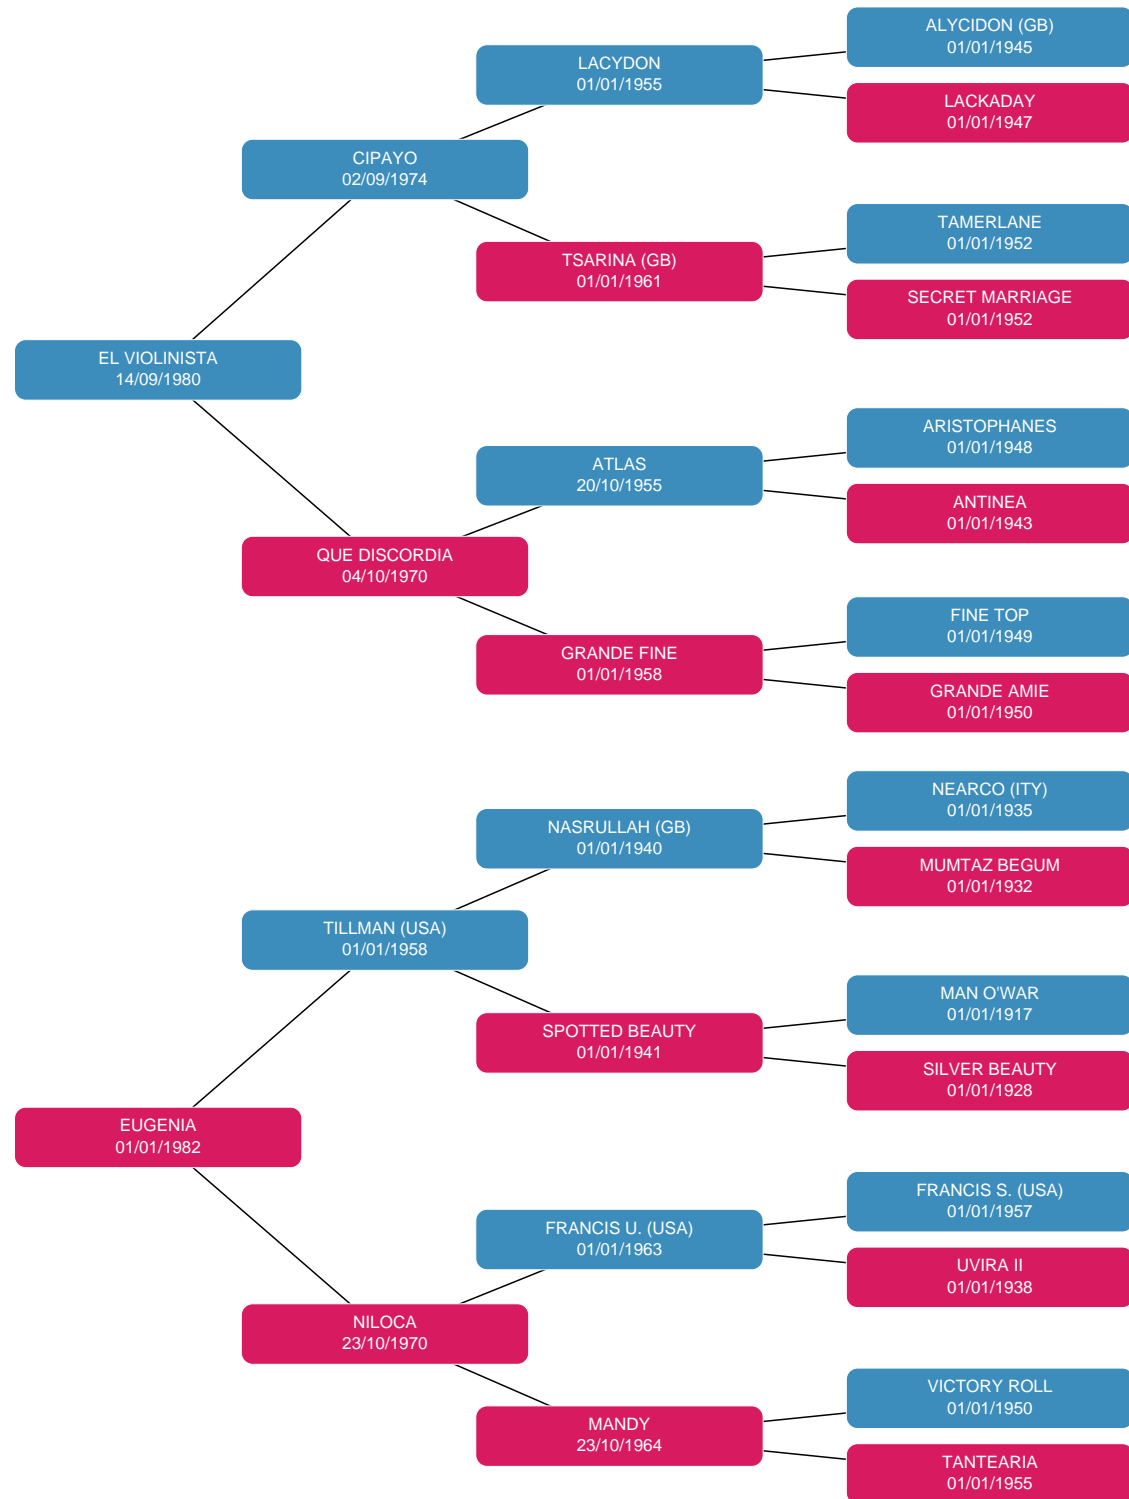 ALYCIDON (GB)
01/01/1945
LACYDON
01/01/1955
LACKADAY
01/01/1947
CIPAYO
02/09/1974
TAMERLANE
01/01/1952
TSARINA (GB)
01/01/1961
SECRET MARRIAGE
01/01/1952
EL VIOLINISTA
14/09/1980
ARISTOPHANES
01/01/1948
ATLAS
20/10/1955
ANTINEA
01/01/1943
QUE DISCORDIA
04/10/1970
FINE TOP
01/01/1949
GRANDE FINE
01/01/1958
GRANDE AMIE
01/01/1950
NEARCO (ITY)
01/01/1935
NASRULLAH (GB)
01/01/1940
MUMTAZ BEGUM
01/01/1932
TILLMAN (USA)
01/01/1958
MAN O'WAR
01/01/1917
SPOTTED BEAUTY
01/01/1941
SILVER BEAUTY
01/01/1928
EUGENIA
01/01/1982
FRANCIS S. (USA)
01/01/1957
FRANCIS U. (USA)
01/01/1963
UVIRA II
01/01/1938
NILOCA
23/10/1970
VICTORY ROLL
01/01/1950
MANDY
23/10/1964
TANTEARIA
01/01/1955